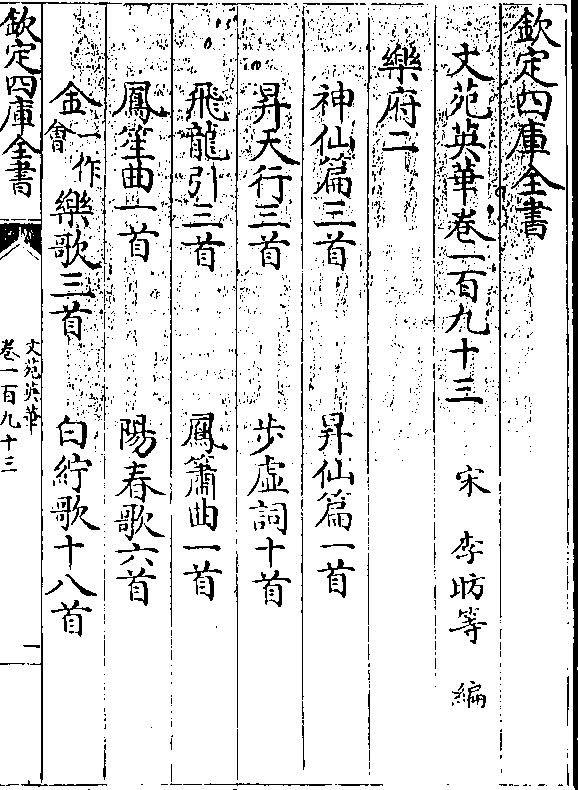 欽定四庫全書
文苑英華卷一百九十三 宋 李昉等 編
樂府二
神仙篇三首 昇仙篇一首
昇天行三首 步虛詞十首
飛龍引三首 鳳簫曲一首
鳳笙曲一首 陽春歌六首
金一作會樂歌三首 白紵歌十八首
欽定四庫全書
文苑英華
卷一百九十三
一